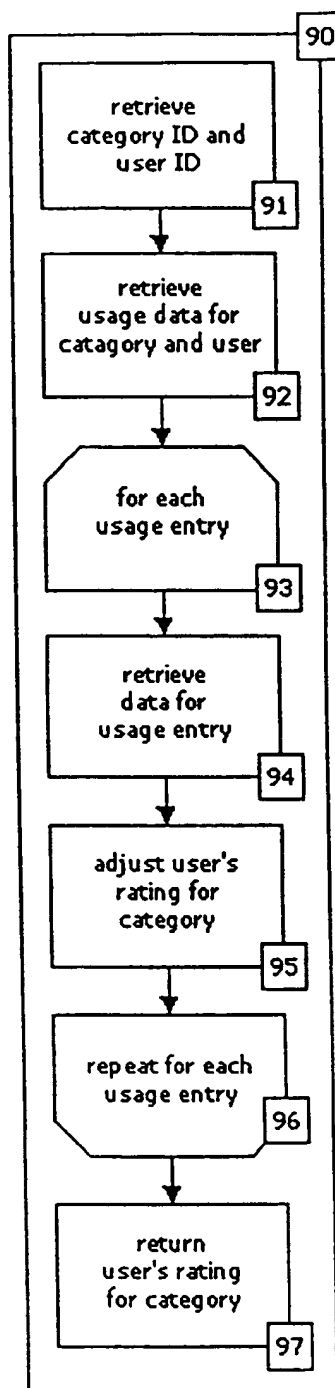 90
retrieve
category ID and
user ID
91
retrieve
usage data for
catagory and user
92
for each
usage entry
93
retrieve
data for
usage entry
94
adjust user's
rating for
category
95
repeat for each
usage entry
96
return
user's rating
for category
97